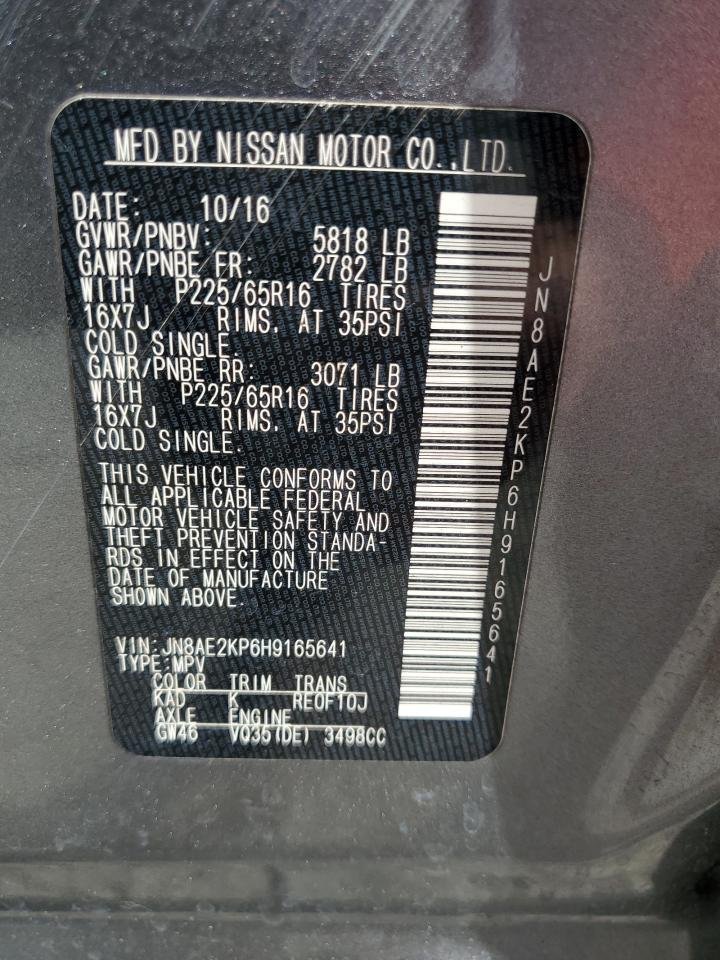 MFD BY NISSAN MOTOR CO.,LTD.
DATE: 10/16
GVWR/PNBV: 5818 LB
GAWR/PNBE FR: 2782 LB
WITH P225/65R16 TIRES
16X7J RIMS. AT 35PSI
COLD SINGLE.
GAWR/PNBE RR: 3071 LB
WITH P225/65R16 TIRES
16X7J RIMS. AT 35PSI
COLD SINGLE.
THIS VEHICLE CONFORMS TO
ALL APPLICABLE FEDERAL
MOTOR VEHICLE SAFETY AND
THEFT PREVENTION STANDA-
RDS IN EFFECT ON THE
DATE OF MANUFACTURE
SHOWN ABOVE.
VIN:JN8AE2KP6H9165641
TYPE:MPV
COLOR TRIM TRANS
KAD K RE0F10J
AXLE ENGINE
GW46 VQ35(DE) 3498CC
JN8AE2KP6H9165641